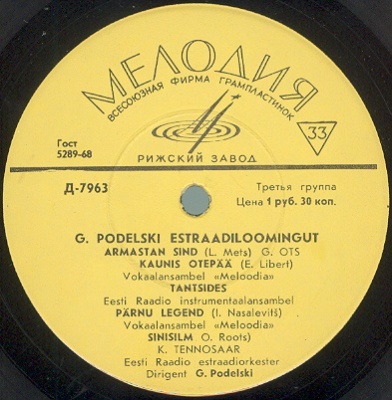 МЕЛОДИЯ
ВСЕСОЮЗНАЯ ФИРМА ГРАМПЛАСТИНОК
33
Гост
5289-68
РИЖСКИЙ ЗАВОД
Д-7963
Третья группа
Цена 1 руб. 30 коп.
G. PODELSKI ESTRAADILOOMINGUT
ARMASTAN SIND (L. Mets) G. OTS
KAUNIS OTEPÄÄ (E. Libert)
Vokaalansambel «Meloodia»
TANTSIDES
Eesti Raadio instrumentaalansambel
PÄRNU LEGEND (I. Nasalevitš)
Vokaalansambel «Meloodia»
SINISILM O. Roots)
K. TENNOSAAR
Eesti Raadio estraadiorkester
Dirigent G. Podelski